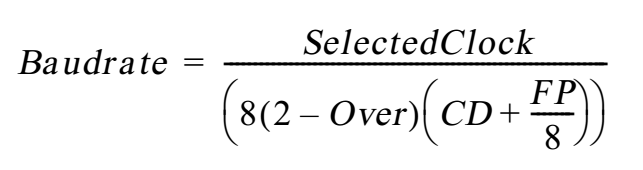 Baudrate = SelectedClock / (8(2 – Over)(CD + FP/8))